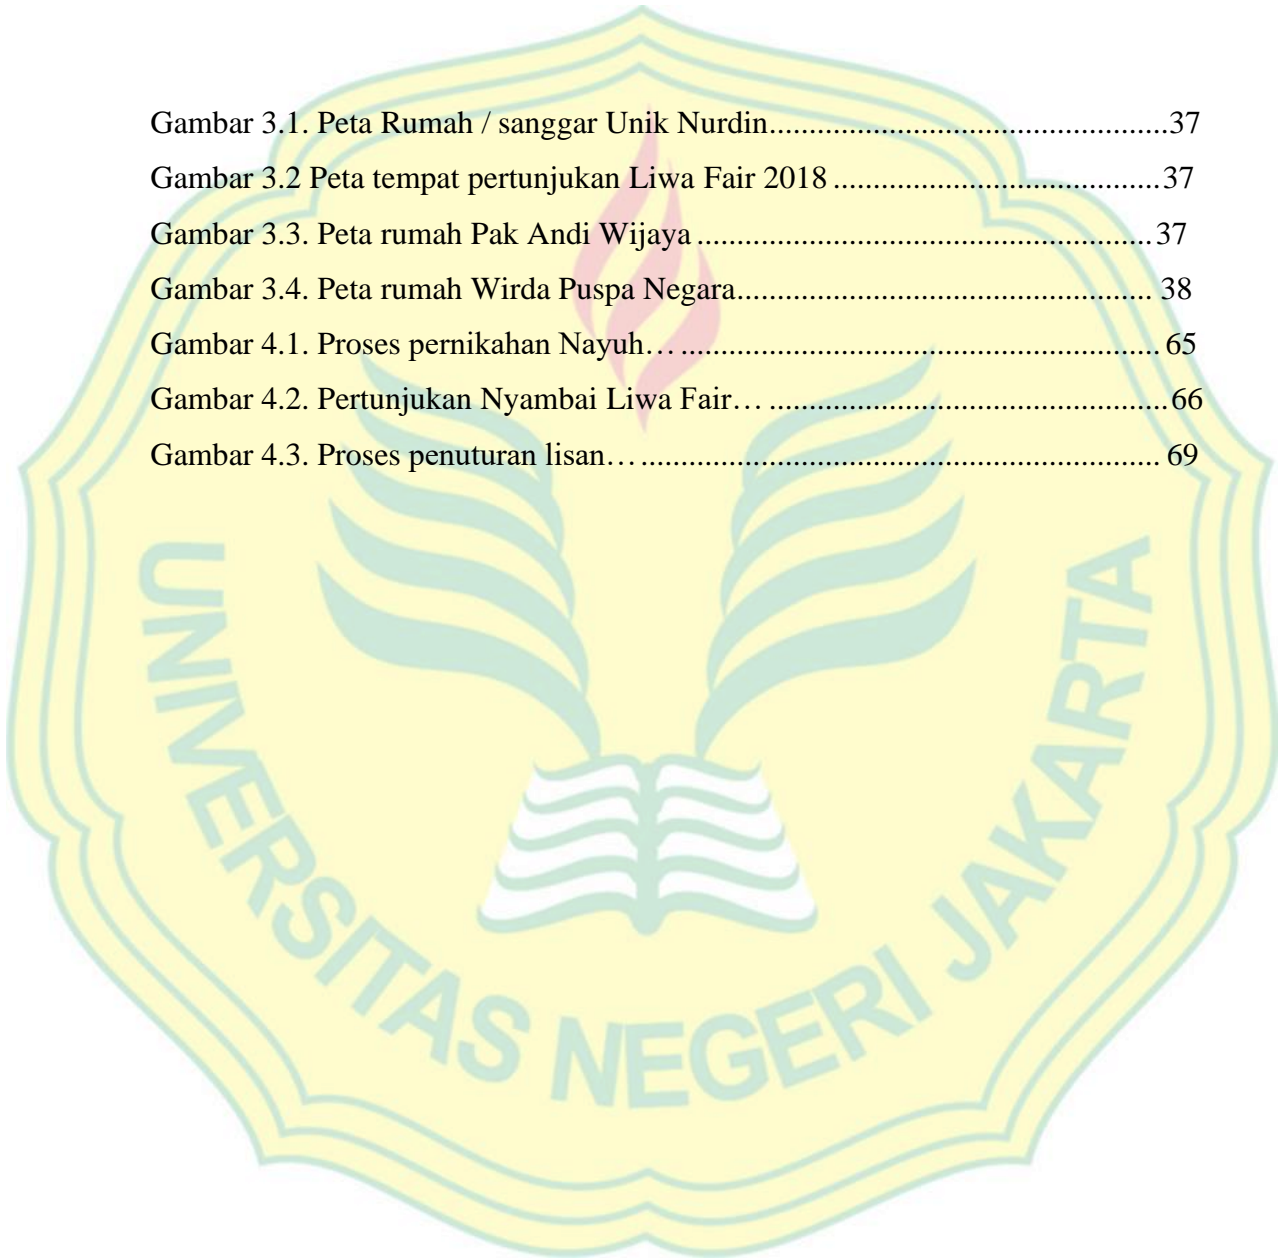 Gambar 3.1. Peta Rumah / sanggar Unik Nurdin..................................................37
Gambar 3.2 Peta tempat pertunjukan Liwa Fair 2018 .........................................37
Gambar 3.3. Peta rumah Pak Andi Wijaya .........................................................37
Gambar 3.4. Peta rumah Wirda Puspa Negara.................................................... 38
Gambar 4.1. Proses pernikahan Nayuh… ............................................................ 65
Gambar 4.2. Pertunjukan Nyambai Liwa Fair… ..................................................66
Gambar 4.3. Proses penuturan lisan… ................................................................. 69
UNIVERSITAS NEGERI JAKARTA